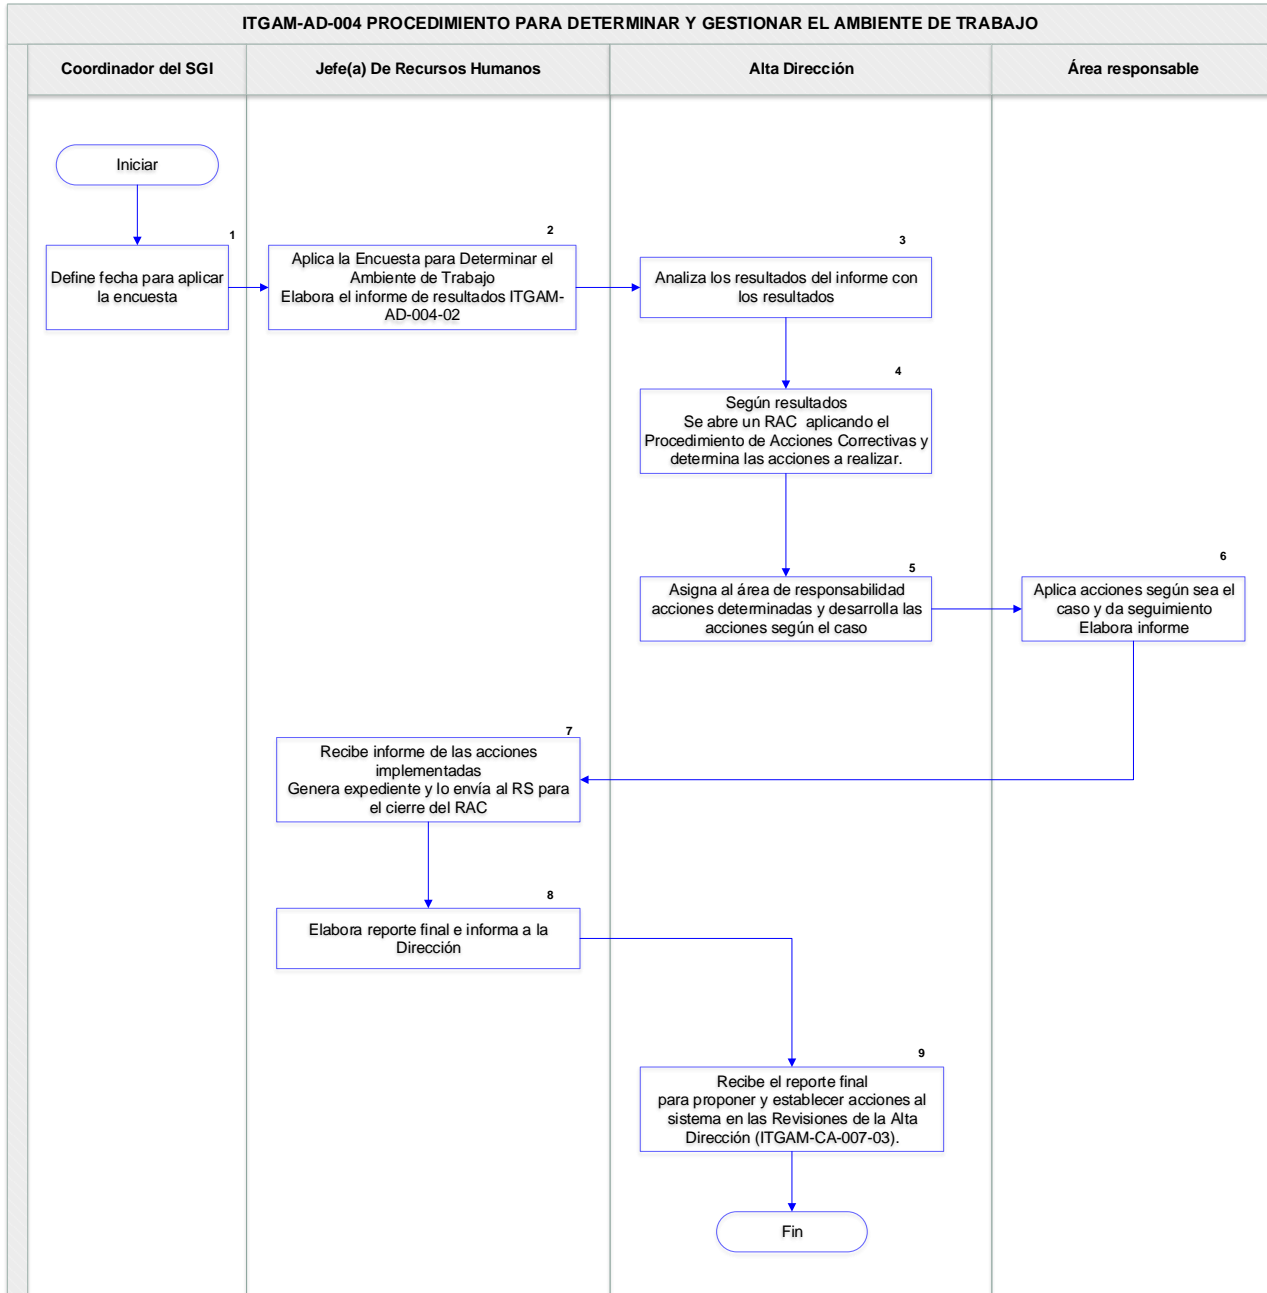 ITGAM-AD-004 PROCEDIMIENTO PARA DETERMINAR Y GESTIONAR EL AMBIENTE DE TRABAJO
Coordinador del SGI
Jefe(a) De Recursos Humanos
Alta Dirección
Área responsable
Iniciar
1
Define fecha para aplicar
la encuesta
2
Aplica la Encuesta para Determinar el
Ambiente de Trabajo
Elabora el informe de resultados ITGAM-
AD-004-02
3
Analiza los resultados del informe con
los resultados
4
Según resultados
Se abre un RAC aplicando el
Procedimiento de Acciones Correctivas y
determina las acciones a realizar.
5
Asigna al área de responsabilidad
acciones determinadas y desarrolla las
acciones según el caso
6
Aplica acciones según sea el
caso y da seguimiento
Elabora informe
7
Recibe informe de las acciones
implementadas
Genera expediente y lo envía al RS para
el cierre del RAC
8
Elabora reporte final e informa a la
Dirección
9
Recibe el reporte final
para proponer y establecer acciones al
sistema en las Revisiones de la Alta
Dirección (ITGAM-CA-007-03).
Fin